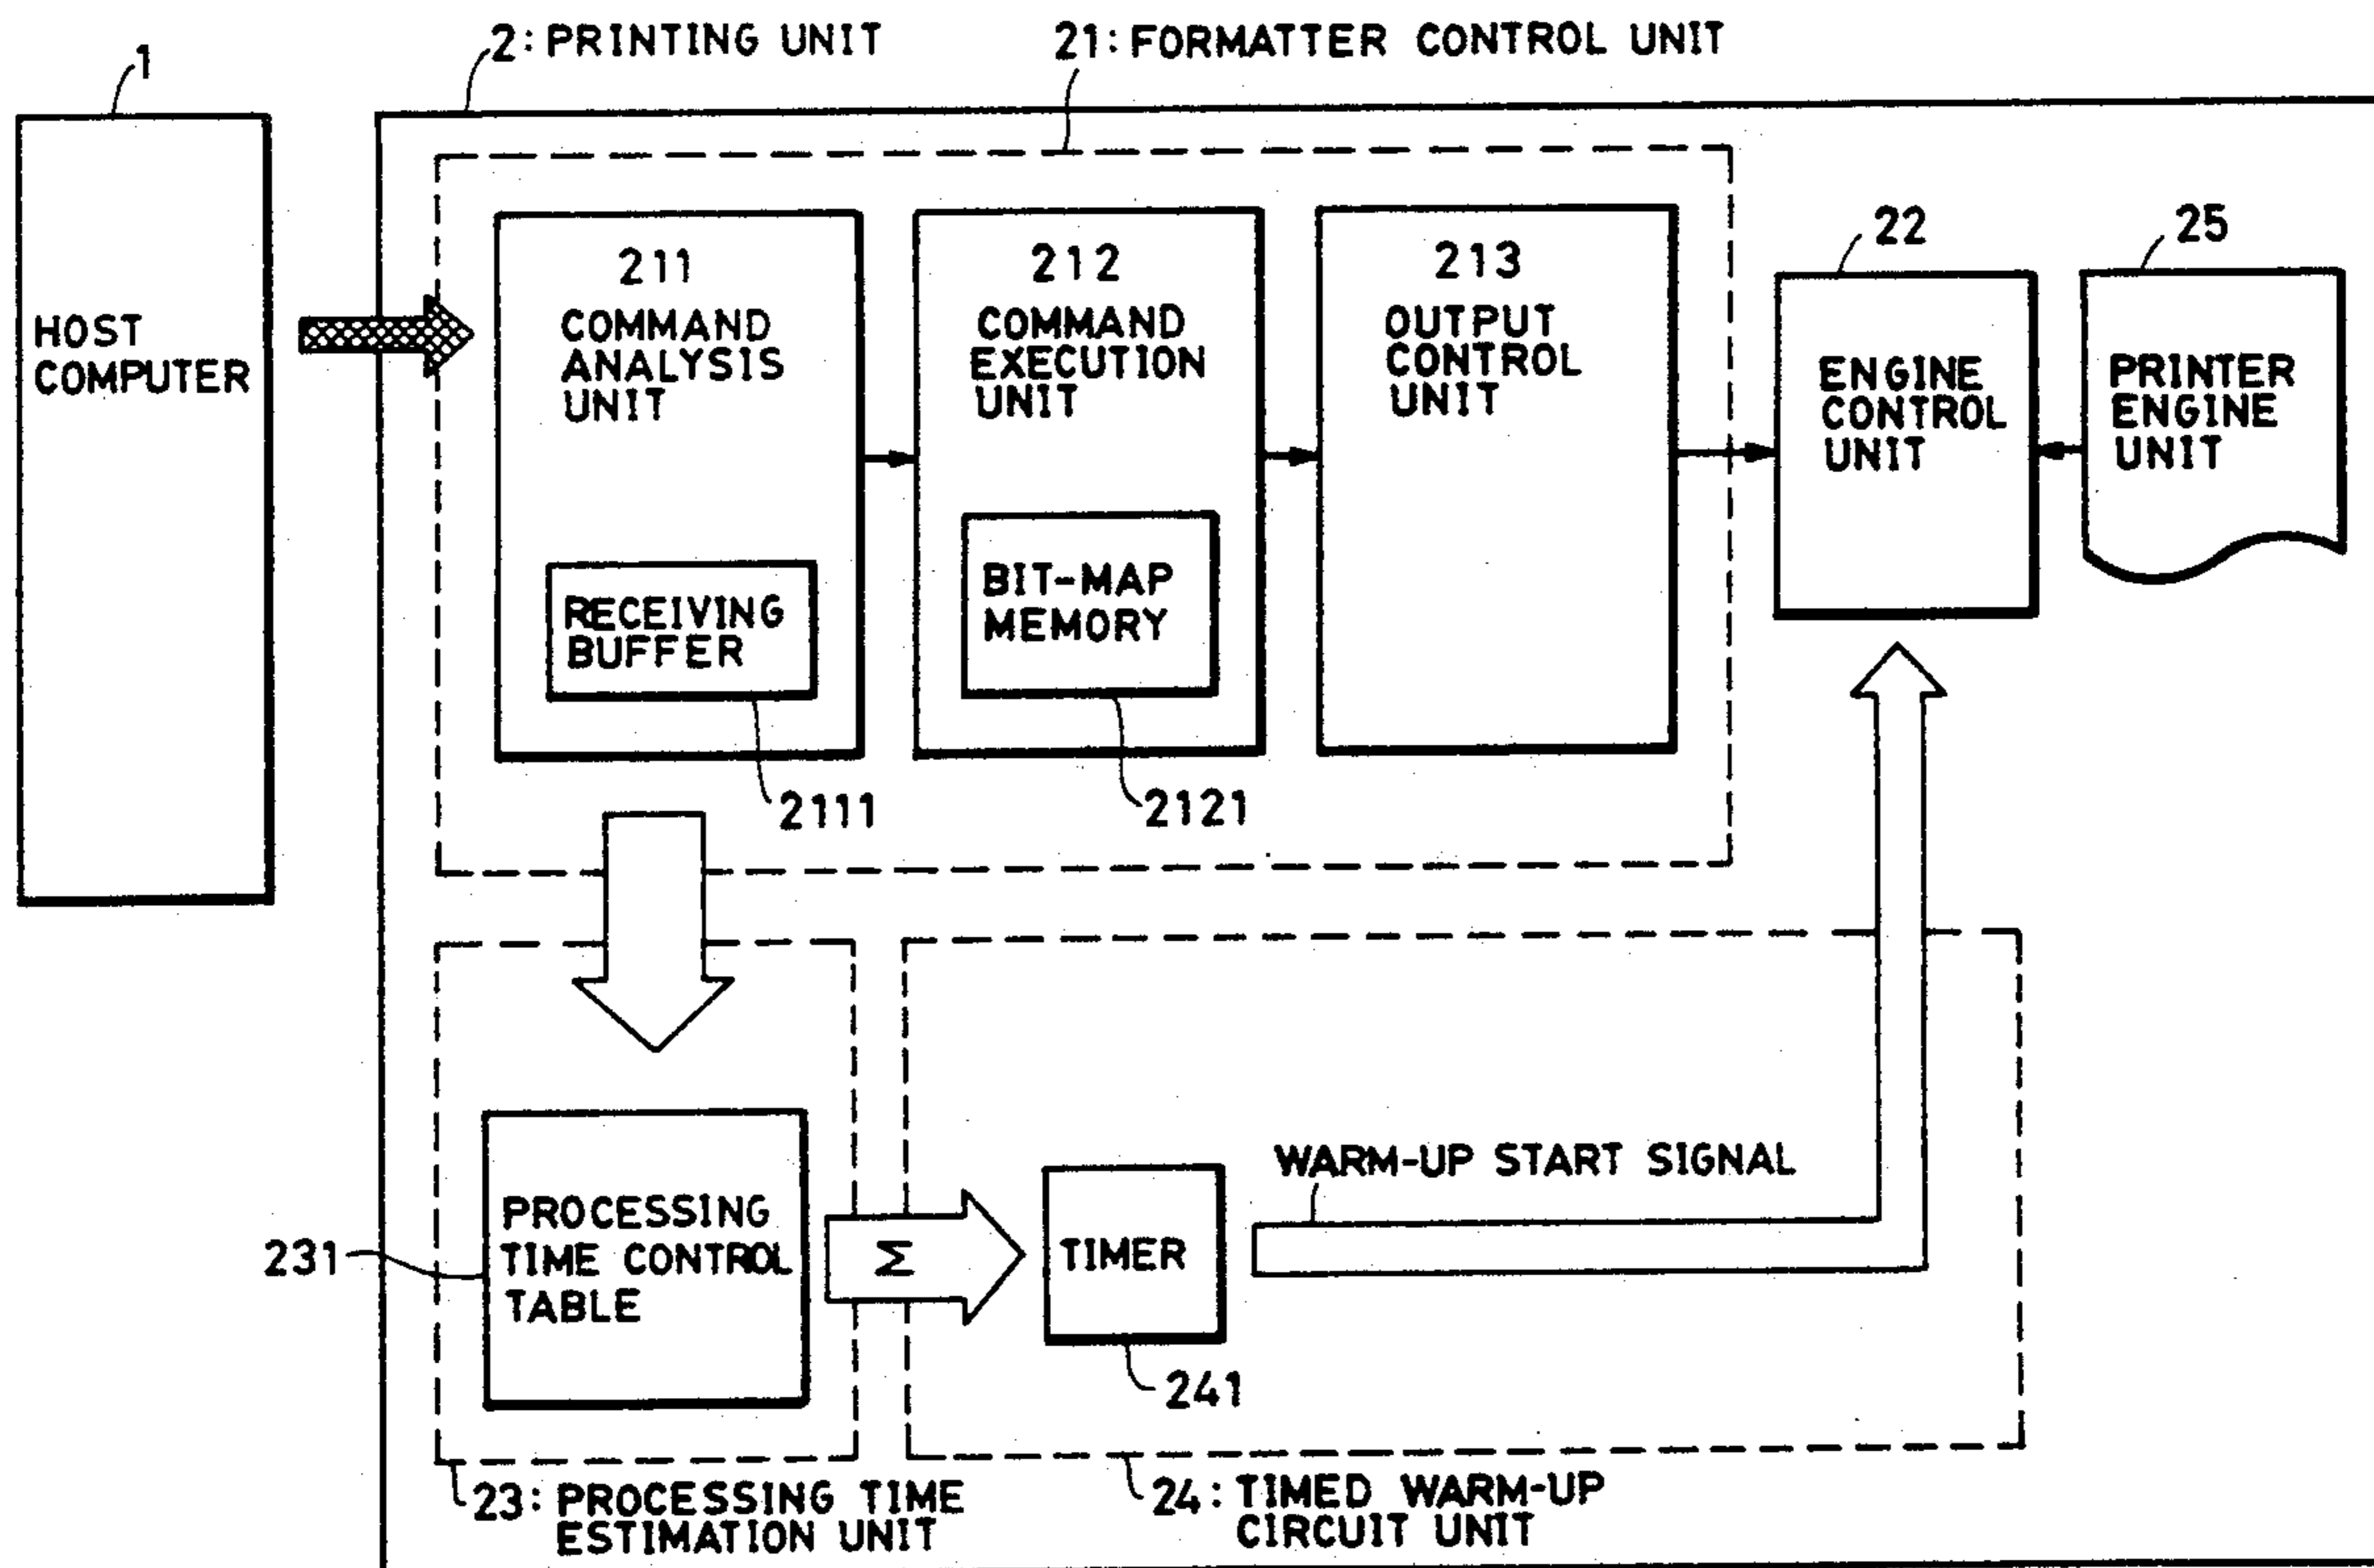 1
2: PRINTING UNIT
21: FORMATTER CONTROL UNIT
HOST
COMPUTER
211
COMMAND
ANALYSIS
UNIT
RECEIVING
BUFFER
2111
212
COMMAND
EXECUTION
UNIT
BIT-MAP
MEMORY
2121
213
OUTPUT
CONTROL
UNIT
22
ENGINE
CONTROL
UNIT
25
PRINTER
ENGINE
UNIT
231
PROCESSING
TIME CONTROL
TABLE
Σ
TIMER
241
WARM-UP START SIGNAL
23: PROCESSING TIME
ESTIMATION UNIT
24: TIMED WARM-UP
CIRCUIT UNIT